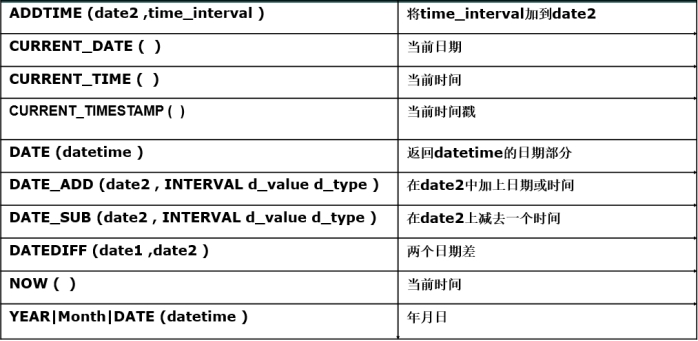 ADDTIME (date2 ,time_interval ) 将time_interval加到date2
CURRENT_DATE (  ) 当前日期
CURRENT_TIME (  ) 当前时间
CURRENT_TIMESTAMP (  ) 当前时间戳
DATE (datetime ) 返回datetime的日期部分
DATE_ADD (date2 , INTERVAL d_value d_type ) 在date2中加上日期或时间
DATE_SUB (date2 , INTERVAL d_value d_type ) 在date2上减去一个时间
DATEDIFF (date1 ,date2 ) 两个日期差
NOW (  ) 当前时间
YEAR|Month|DATE (datetime ) 年月日